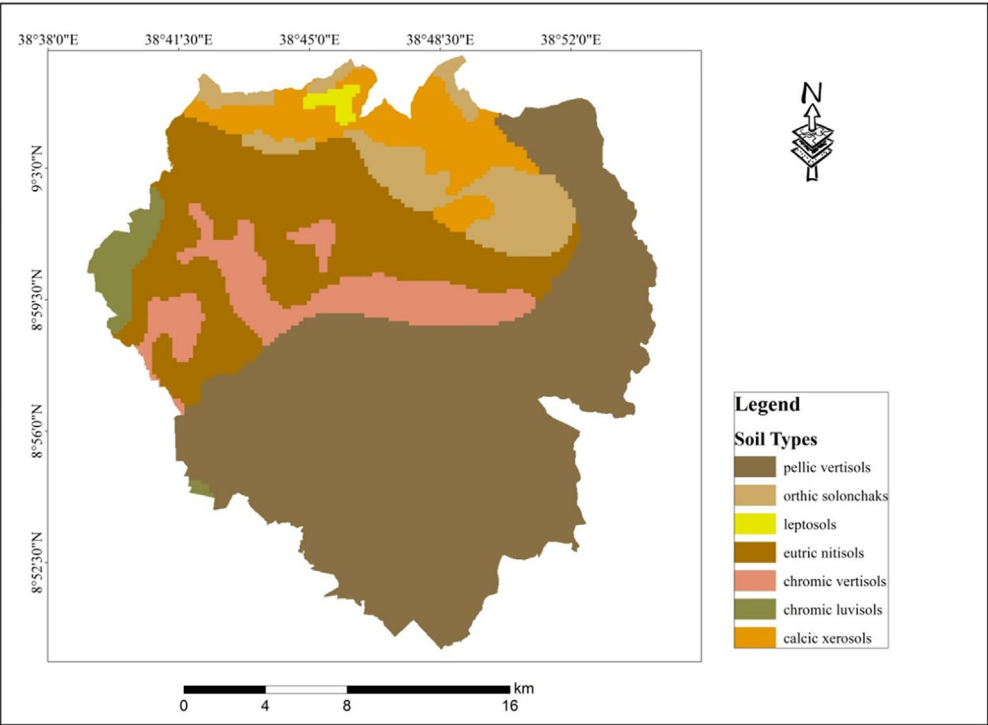 38°38'0"E 38°41'30"E 38°45'0"E 38°48'30"E 38°52'0"E
N
9°3'0"N
8°59'30"N
8°56'0"N
8°52'30"N
Legend
Soil Types
pellic vertisols
orthic solonchaks
leptosols
eutric nitisols
chromic vertisols
chromic luvisols
calcic xerosols
km
0 4 8 16